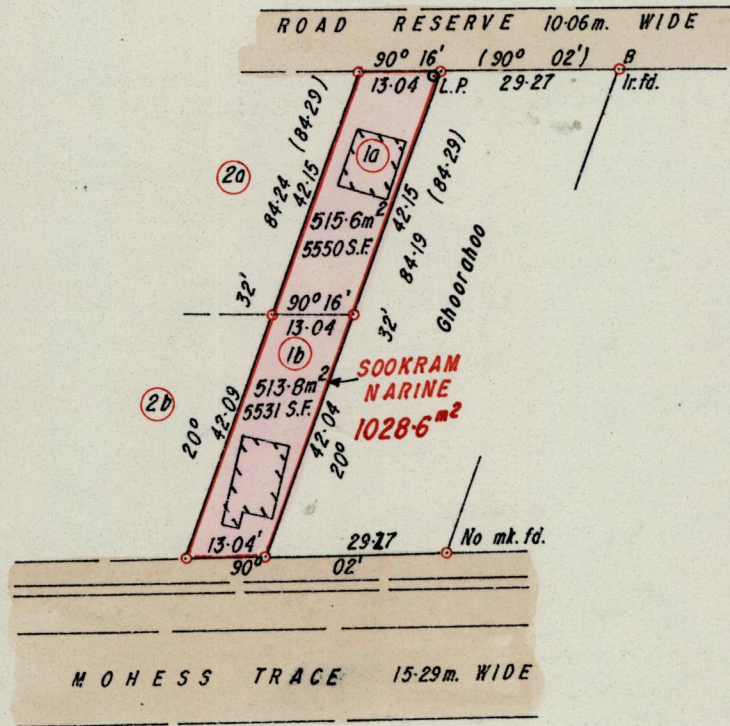 ROAD RESERVE 10·06m. WIDE
90° 16' (90° 02') B
13·04 L.P. 29·27 Ir.fd.
84·24 (84·29)
42·15
1a
2a
42·15 (84·29)
84·19
515·6m²
5550 S.F.
Ghoorahoo
32'
90° 16'
13·04
32'
1b
SOOKRAM
NARINE
1028·6 m²
513·8m²
5531 S.F.
2b
20° 42·09
42·04
20°
13·04' 29·27 No mk. fd.
90° 02'
MOHESS TRACE 15·29m. WIDE